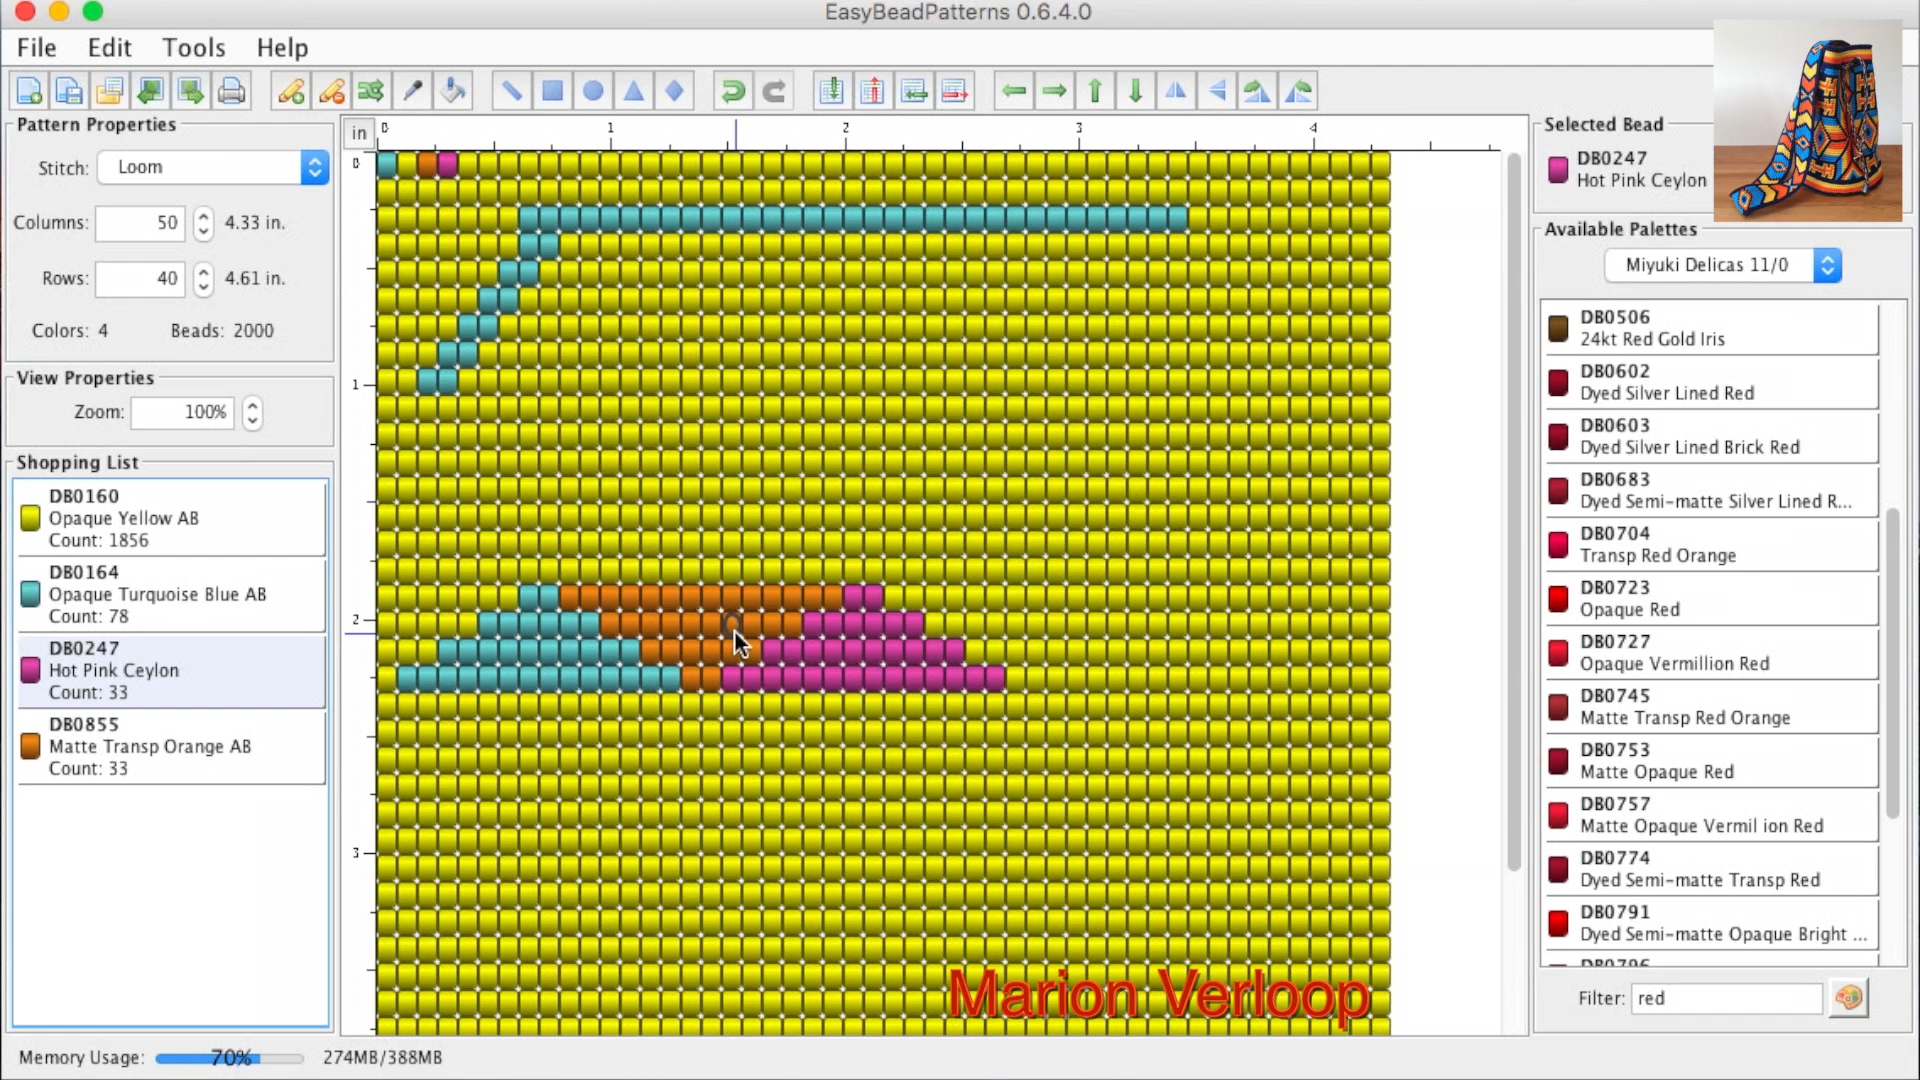 EasyBeadPatterns 0.6.4.0
File Edit Tools Help
Pattern Properties
Stitch: Loom
Columns: 50 4.33 in.
Rows: 40 4.61 in.
Colors: 4 Beads: 2000
View Properties
Zoom: 100%
Shopping List
DB0160
Opaque Yellow AB
Count: 1856
DB0164
Opaque Turquoise Blue AB
Count: 78
DB0247
Hot Pink Ceylon
Count: 33
DB0855
Matte Transp Orange AB
Count: 33
Memory Usage: 70% 274MB/388MB
in 0 1 2 3 4
0
1
2
3
Marion Verloop
Selected Bead
DB0247
Hot Pink Ceylon
Available Palettes
Miyuki Delicas 11/0
DB0506
24kt Red Gold Iris
DB0602
Dyed Silver Lined Red
DB0603
Dyed Silver Lined Brick Red
DB0683
Dyed Semi-matte Silver Lined R...
DB0704
Transp Red Orange
DB0723
Opaque Red
DB0727
Opaque Vermillion Red
DB0745
Matte Transp Red Orange
DB0753
Matte Opaque Red
DB0757
Matte Opaque Vermil ion Red
DB0774
Dyed Semi-matte Transp Red
DB0791
Dyed Semi-matte Opaque Bright ...
DB0796
Filter: red